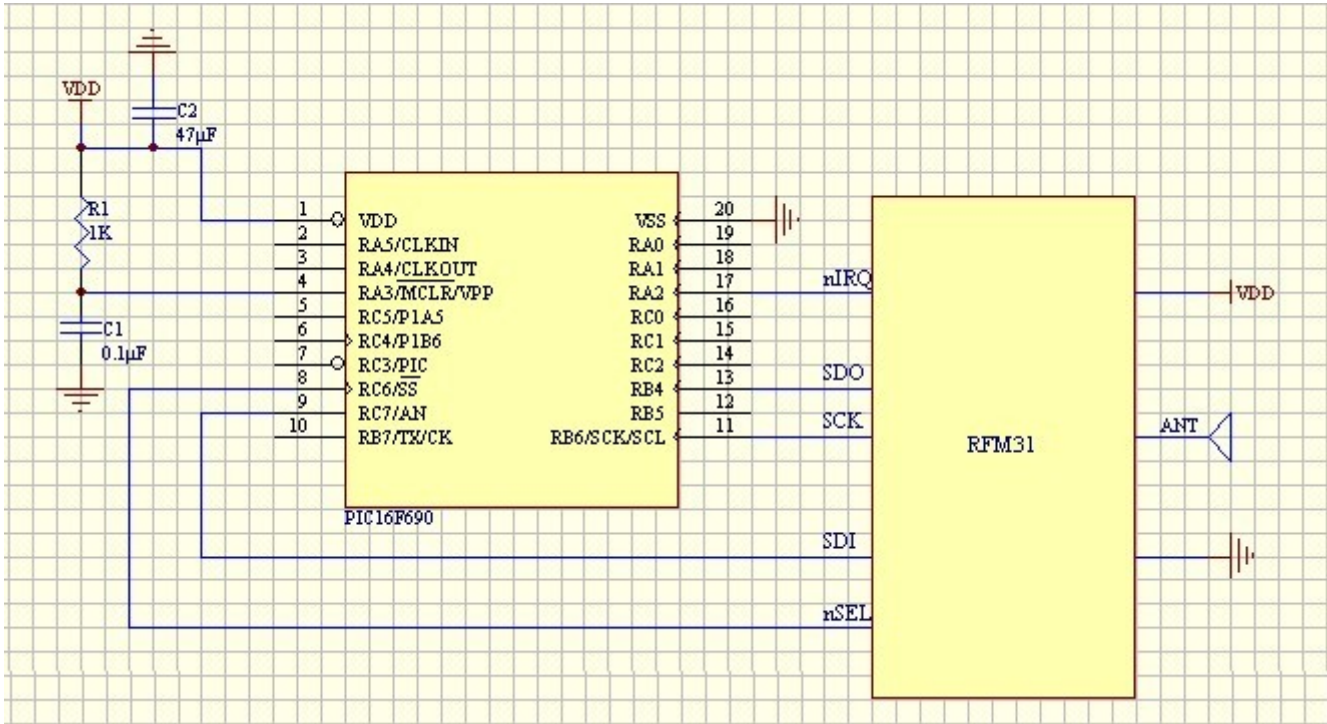 VDD
C2
47µF
R1
1K
C1
0.1µF
1
2
3
4
5
6
7
8
9
10
VDD
RA5/CLKIN
RA4/CLKOUT
RA3/MCLR/VPP
RC5/P1A5
RC4/P1B6
RC3/PIC
RC6/SS
RC7/AN
RB7/TX/CK
VSS
RA0
RA1
RA2
RC0
RC1
RC2
RB4
RB5
RB6/SCK/SCL
20
19
18
17
16
15
14
13
12
11
PIC16F690
nIRQ
SDO
SCK
SDI
nSEL
RFM31
VDD
ANT